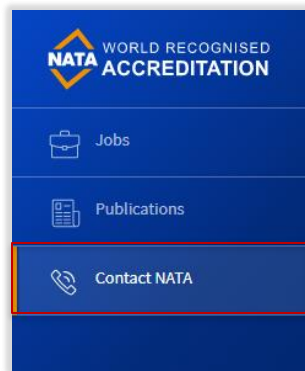 NATA
WORLD RECOGNISED
ACCREDITATION
Jobs
Publications
Contact NATA